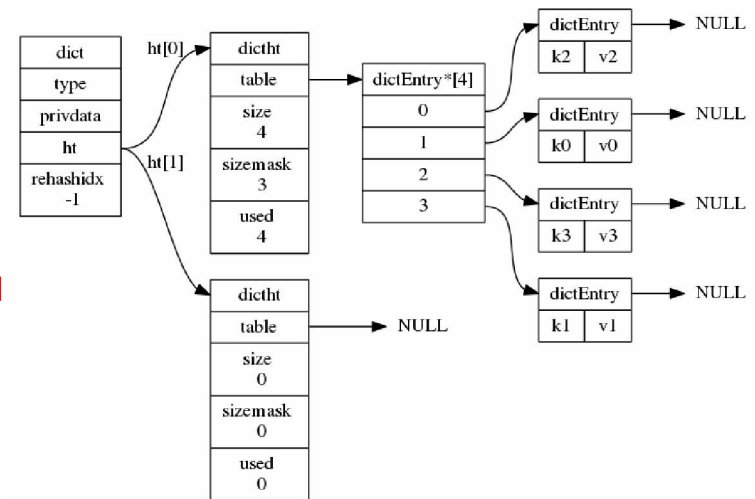 dict
type
privdata
ht
rehashidx
-1
ht[0]
ht[1]
dictht
table
size
4
sizemask
3
used
4
dictht
table
size
0
sizemask
0
used
0
NULL
dictEntry*[4]
0
1
2
3
dictEntry
k2 v2
NULL
dictEntry
k0 v0
NULL
dictEntry
k3 v3
NULL
dictEntry
k1 v1
NULL